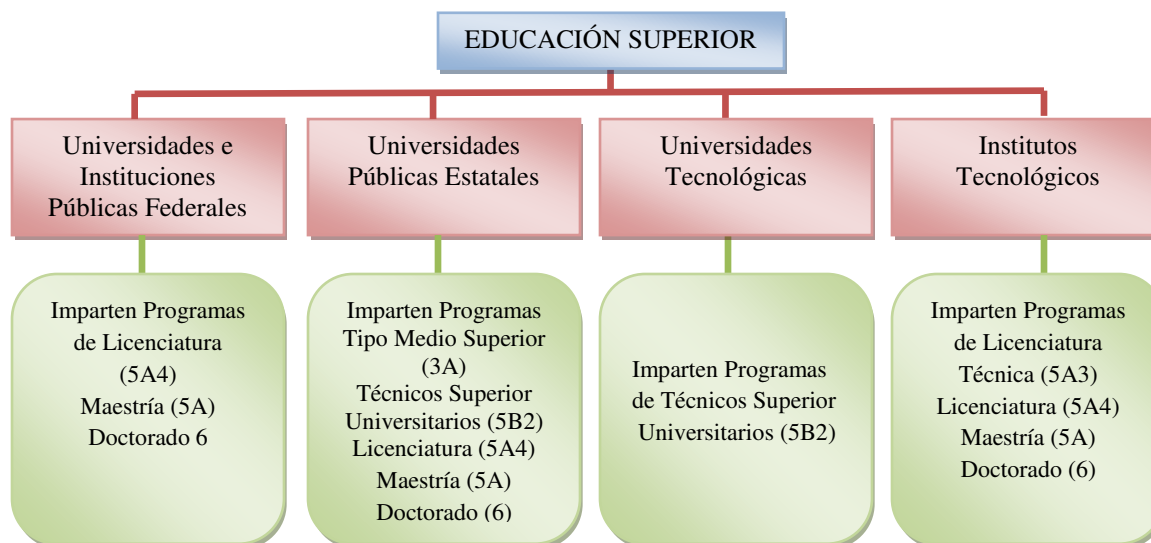 EDUCACIÓN SUPERIOR
Universidades e
Instituciones
Públicas Federales
Universidades
Públicas Estatales
Universidades
Tecnológicas
Institutos
Tecnológicos
Imparten Programas
de Licenciatura
(5A4)
Maestría (5A)
Doctorado 6
Imparten Programas
Tipo Medio Superior
(3A)
Técnicos Superior
Universitarios (5B2)
Licenciatura (5A4)
Maestría (5A)
Doctorado (6)
Imparten Programas
de Técnicos Superior
Universitarios (5B2)
Imparten Programas
de Licenciatura
Técnica (5A3)
Licenciatura (5A4)
Maestría (5A)
Doctorado (6)